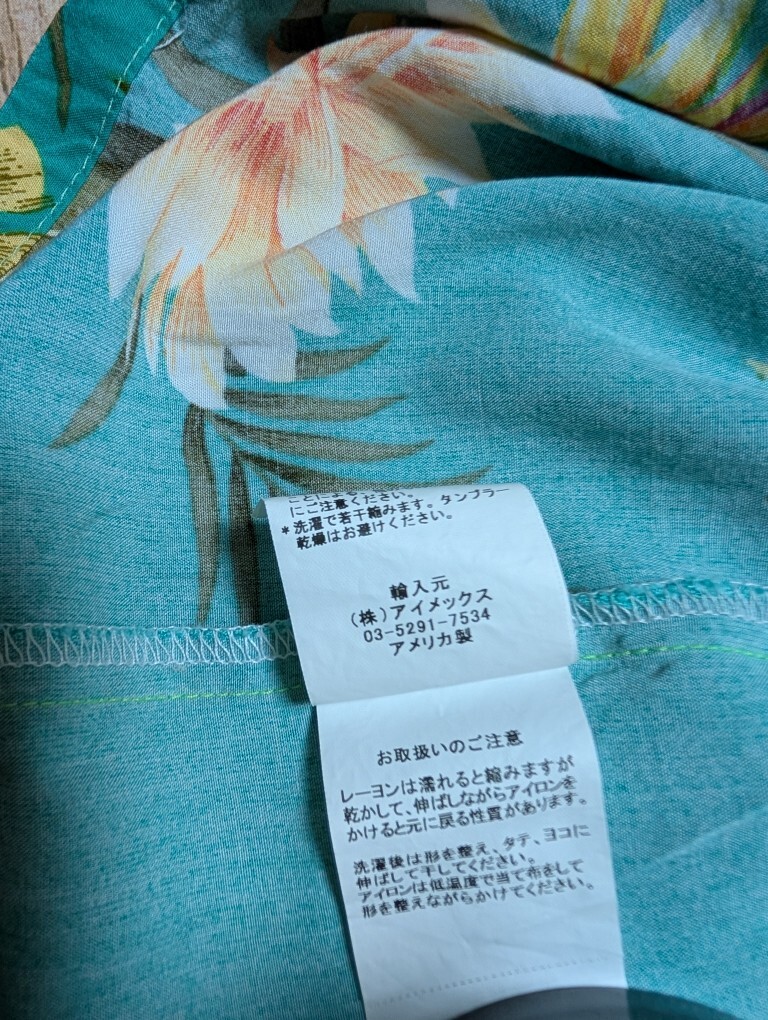 にご注意ください。
*洗濯で若干縮みます。タンブラー
乾燥はお避けください。
輸入元
(株)アイメックス
03-5291-7534
アメリカ製
お取扱いのご注意
レーヨンは濡れると縮みますが
乾かして、伸ばしながらアイロンを
かけると元に戻る性質があります。
洗濯後は形を整え、タテ、ヨコに
伸ばして干してください。
アイロンは低温度で当て布をして
形を整えながらかけてください。